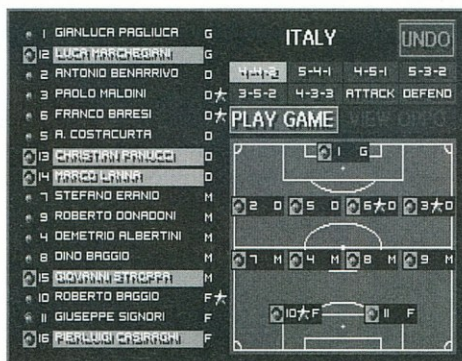 1 GIANLUCA PAGLIUCA G
12 LUCA MARCHEGIANI G
2 ANTONIO BENARRIVO D
3 PAOLO MALDINI D
6 FRANCO BARESI D
5 A. COSTACURTA D
13 CHRISTIAN PANUCCI D
14 MARCO LANNA D
7 STEFANO ERANIO M
9 ROBERTO DONADONI M
4 DEMETRIO ALBERTINI M
8 DINO BAGGIO M
15 GIOVANNI STROPPA M
10 ROBERTO BAGGIO F
11 GIUSEPPE SIGNORI F
16 PIERLUIGI CASIRAGHI F
ITALY UNDO
4-4-2 5-4-1 4-5-1 5-3-2
3-5-2 4-3-3 ATTACK DEFEND
PLAY GAME VIEW OPPO
1 G
2 D 5 D 6 D 3 D
7 M 4 M 8 M 9 M
10 F 11 F